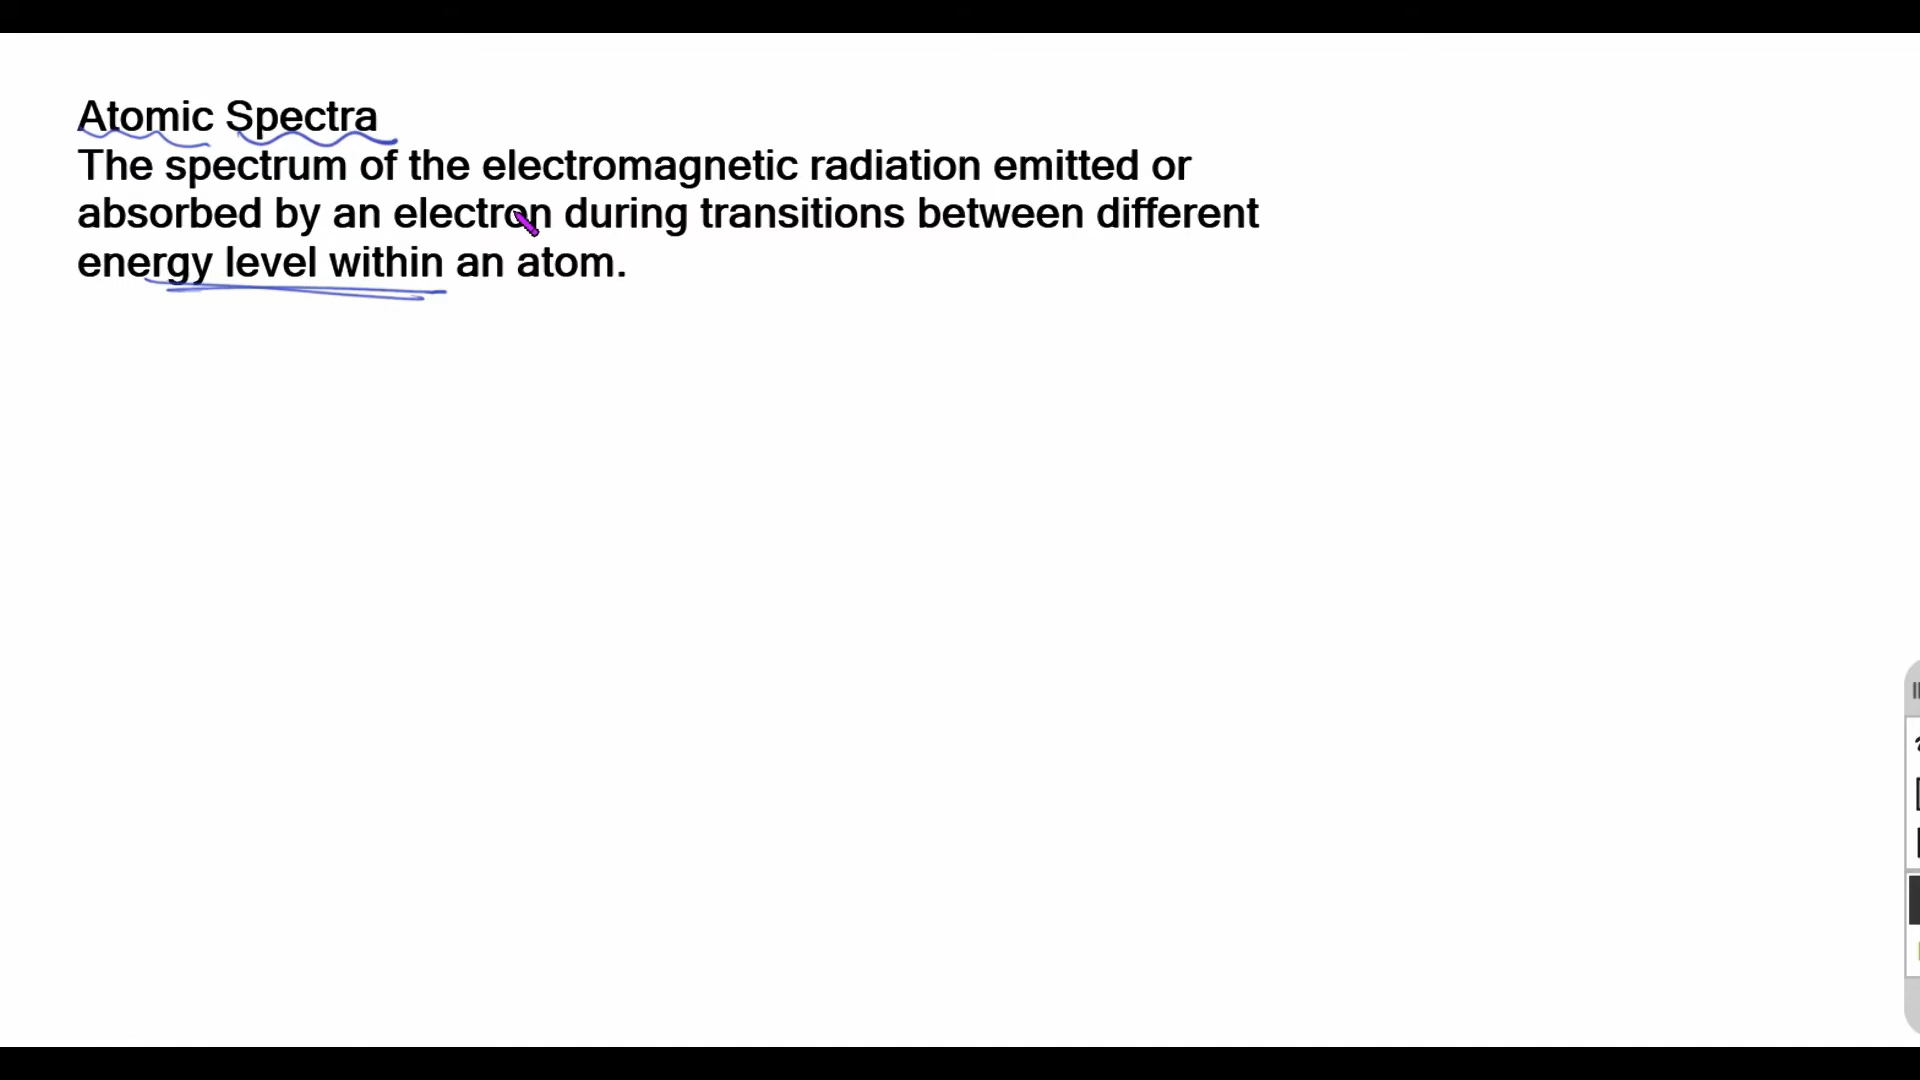 Atomic Spectra
The spectrum of the electromagnetic radiation emitted or
absorbed by an electron during transitions between different
energy level within an atom.